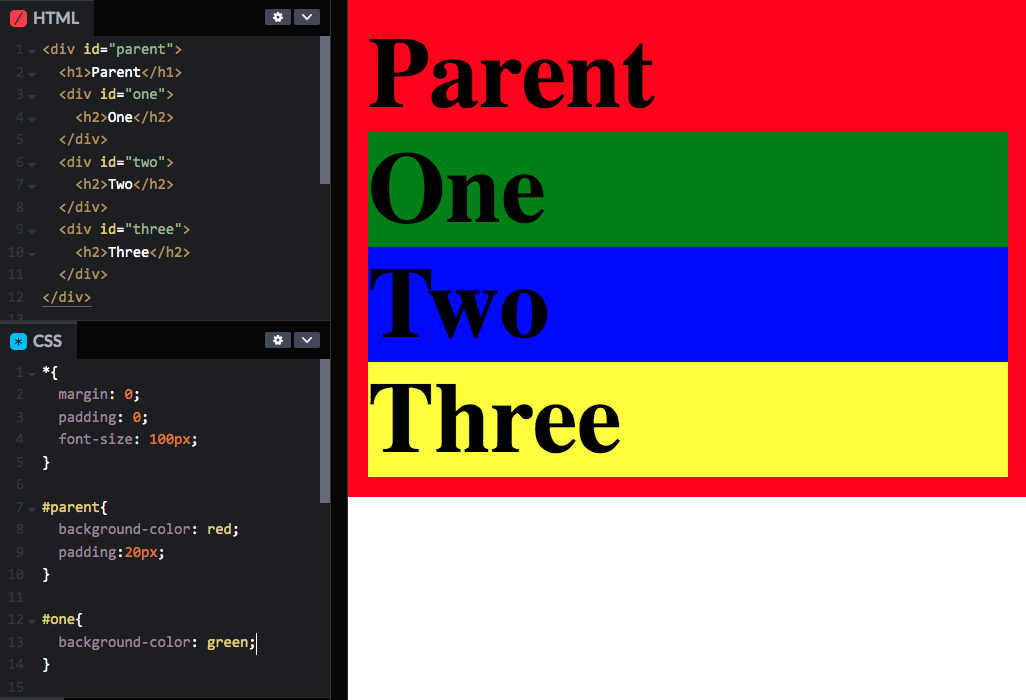 HTML
1 <div id="parent">
2 <h1>Parent</h1>
3 <div id="one">
4 <h2>One</h2>
5 </div>
6 <div id="two">
7 <h2>Two</h2>
8 </div>
9 <div id="three">
10 <h2>Three</h2>
11 </div>
12 </div>
13
CSS
1 *{
2 margin: 0;
3 padding: 0;
4 font-size: 100px;
5 }
6
7 #parent{
8 background-color: red;
9 padding:20px;
10 }
11
12 #one{
13 background-color: green;
14 }
15
Parent
One
Two
Three